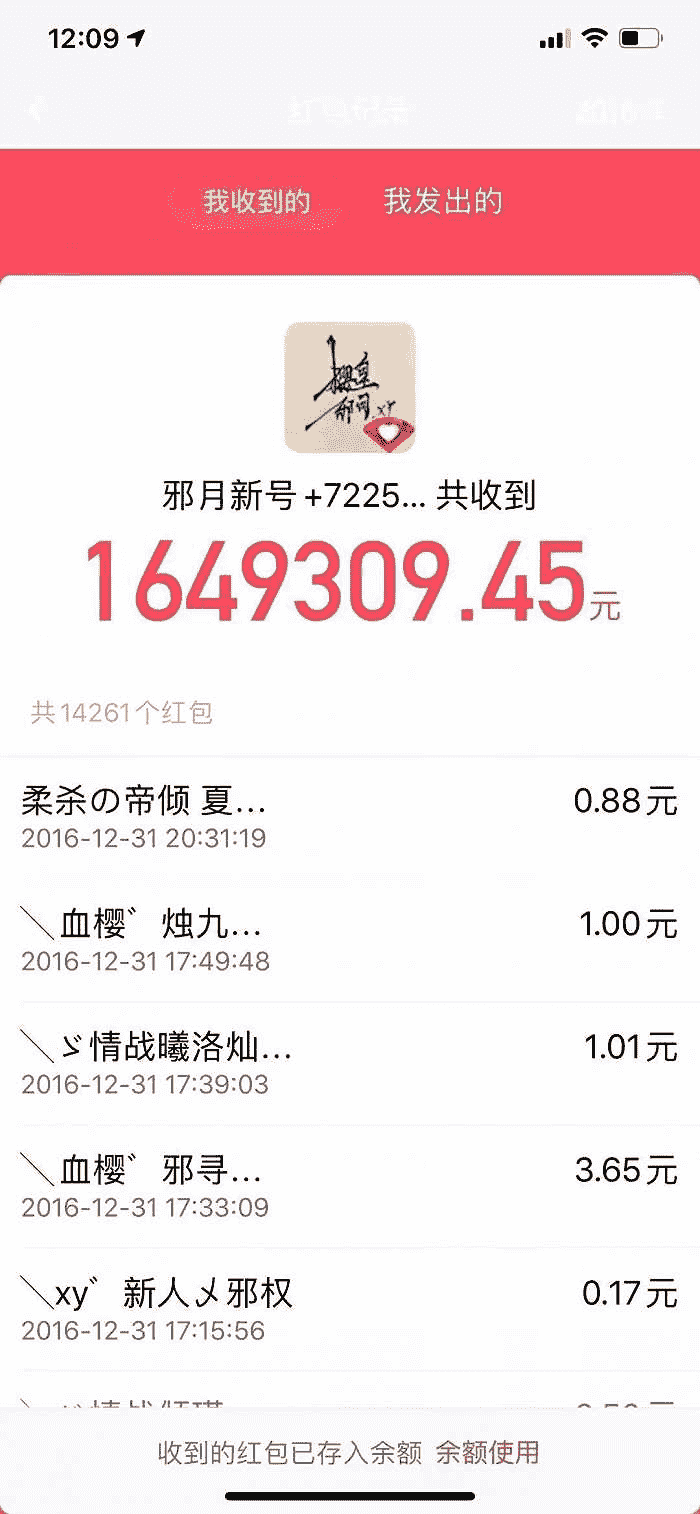 12:09
我收到的 我发出的
邪月新号+7225... 共收到
1649309.45元
共14261个红包
柔杀の帝倾 夏... 0.88元
2016-12-31 20:31:19
╲血樱゛烛九... 1.00元
2016-12-31 17:49:48
╲ゞ情战曦洛灿... 1.01元
2016-12-31 17:39:03
╲血樱゛邪寻... 3.65元
2016-12-31 17:33:09
╲xy゛新人乄邪权 0.17元
2016-12-31 17:15:56
收到的红包已存入余额 余额使用